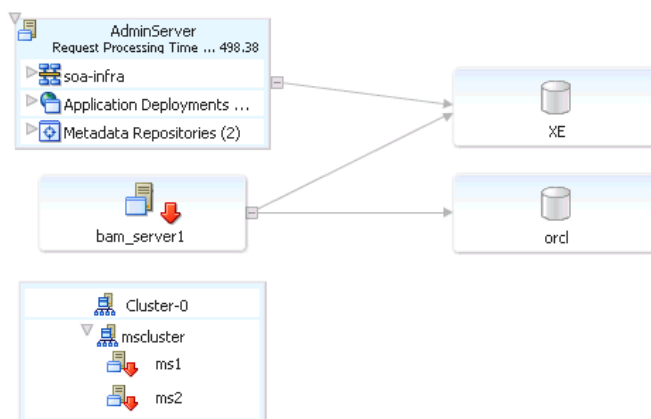 AdminServer
Request Processing Time ... 498.38
soa-infra
Application Deployments ...
Metadata Repositories (2)
XE
bam_server1
orcl
Cluster-0
mscluster
ms1
ms2